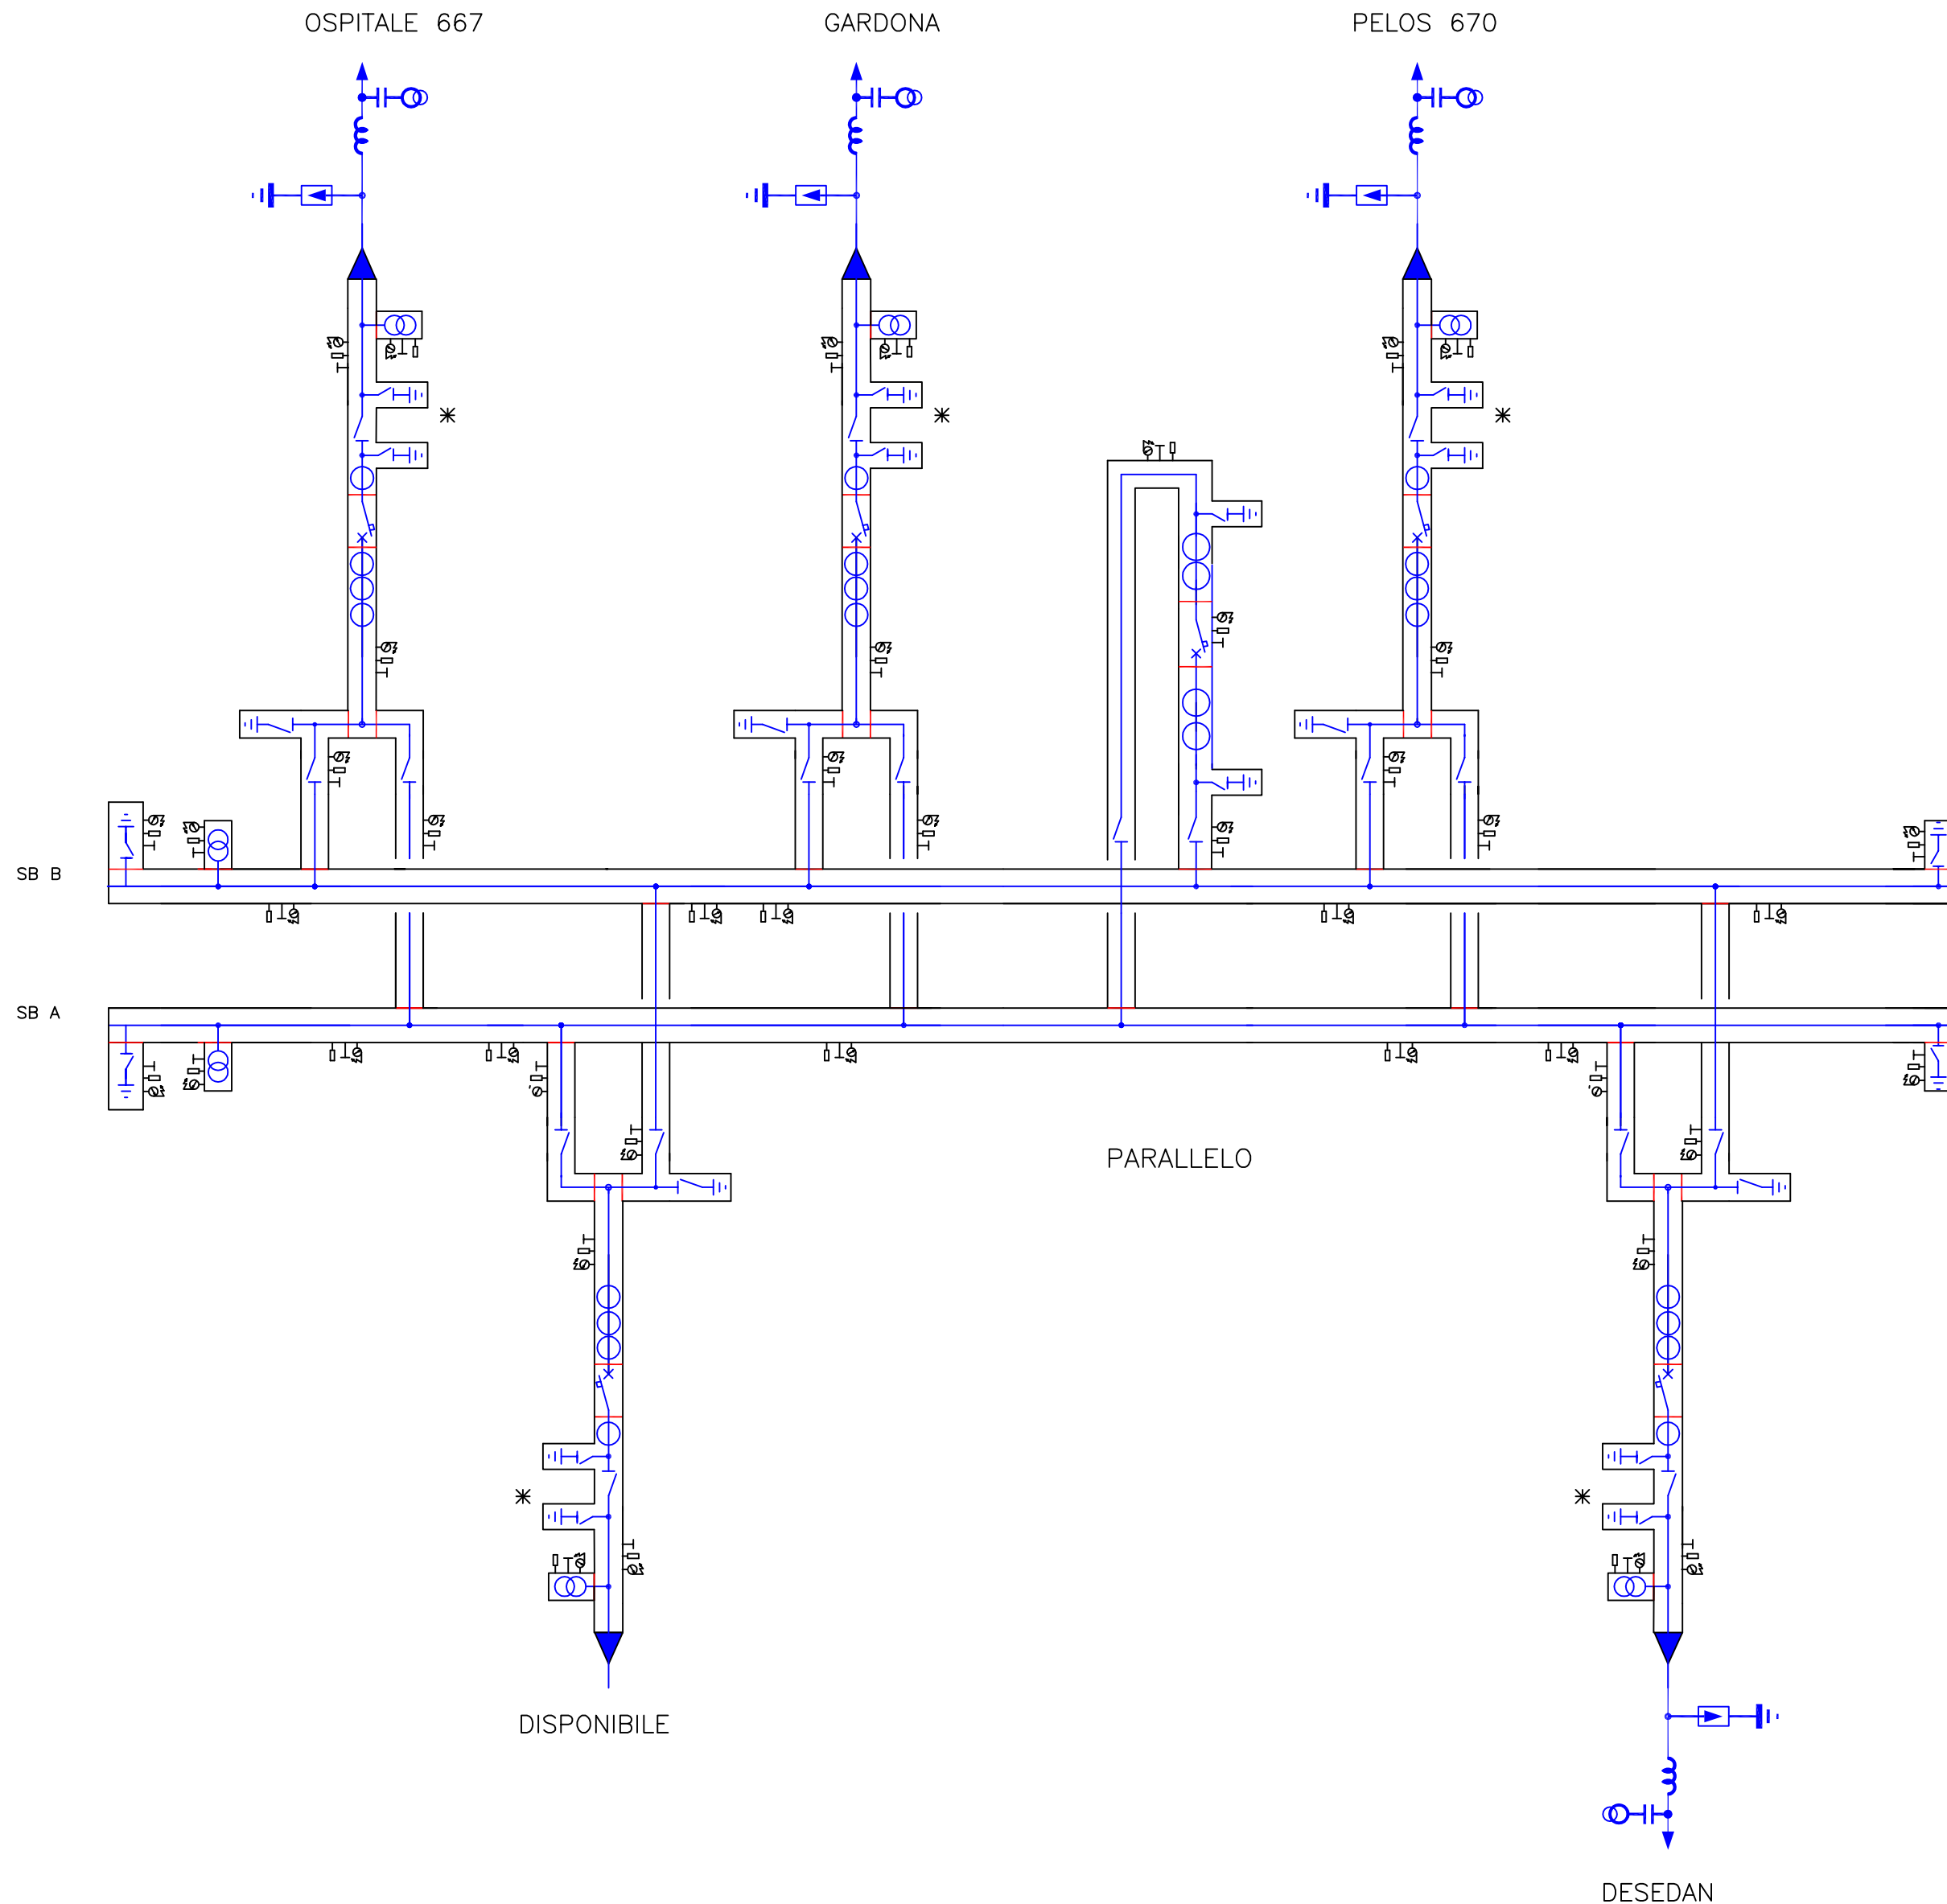 OSPITALE 667
GARDONA
PELOS 670
SB B
SB A
PARALLELO
DISPONIBILE
DESEDAN